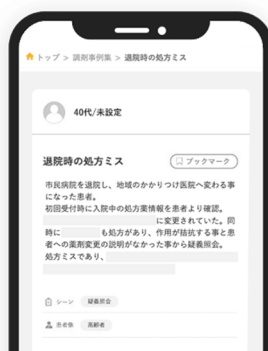 トップ > 調剤事例集 > 退院時の処方ミス
40代/未設定
退院時の処方ミス
ブックマーク
市民病院を退院し、地域のかかりつけ医院へ変わる事
になった患者。
初回受付時に入院中の処方薬情報を患者より確認。
に変更されていた。同
時に も処方があり、作用が拮抗する事と患
者への薬剤変更の説明がなかった事から疑義照会。
処方ミスであり、
シーン 疑義照会
患者像 高齢者